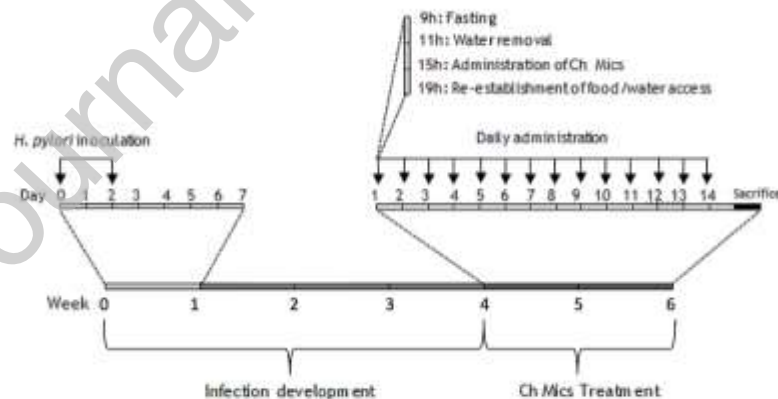 Journal
9h: Fasting
11h: Water removal
15h: Administration of Ch Mics
19h: Re-establishment of food/water access
H. pylori inoculation
Daily administration
Day 0 1 2 3 4 5 6 7
1 2 3 4 5 6 7 8 9 10 11 12 13 14 Sacrifice
Week 0 1 2 3 4 5 6
Infection development
Ch Mics Treatment